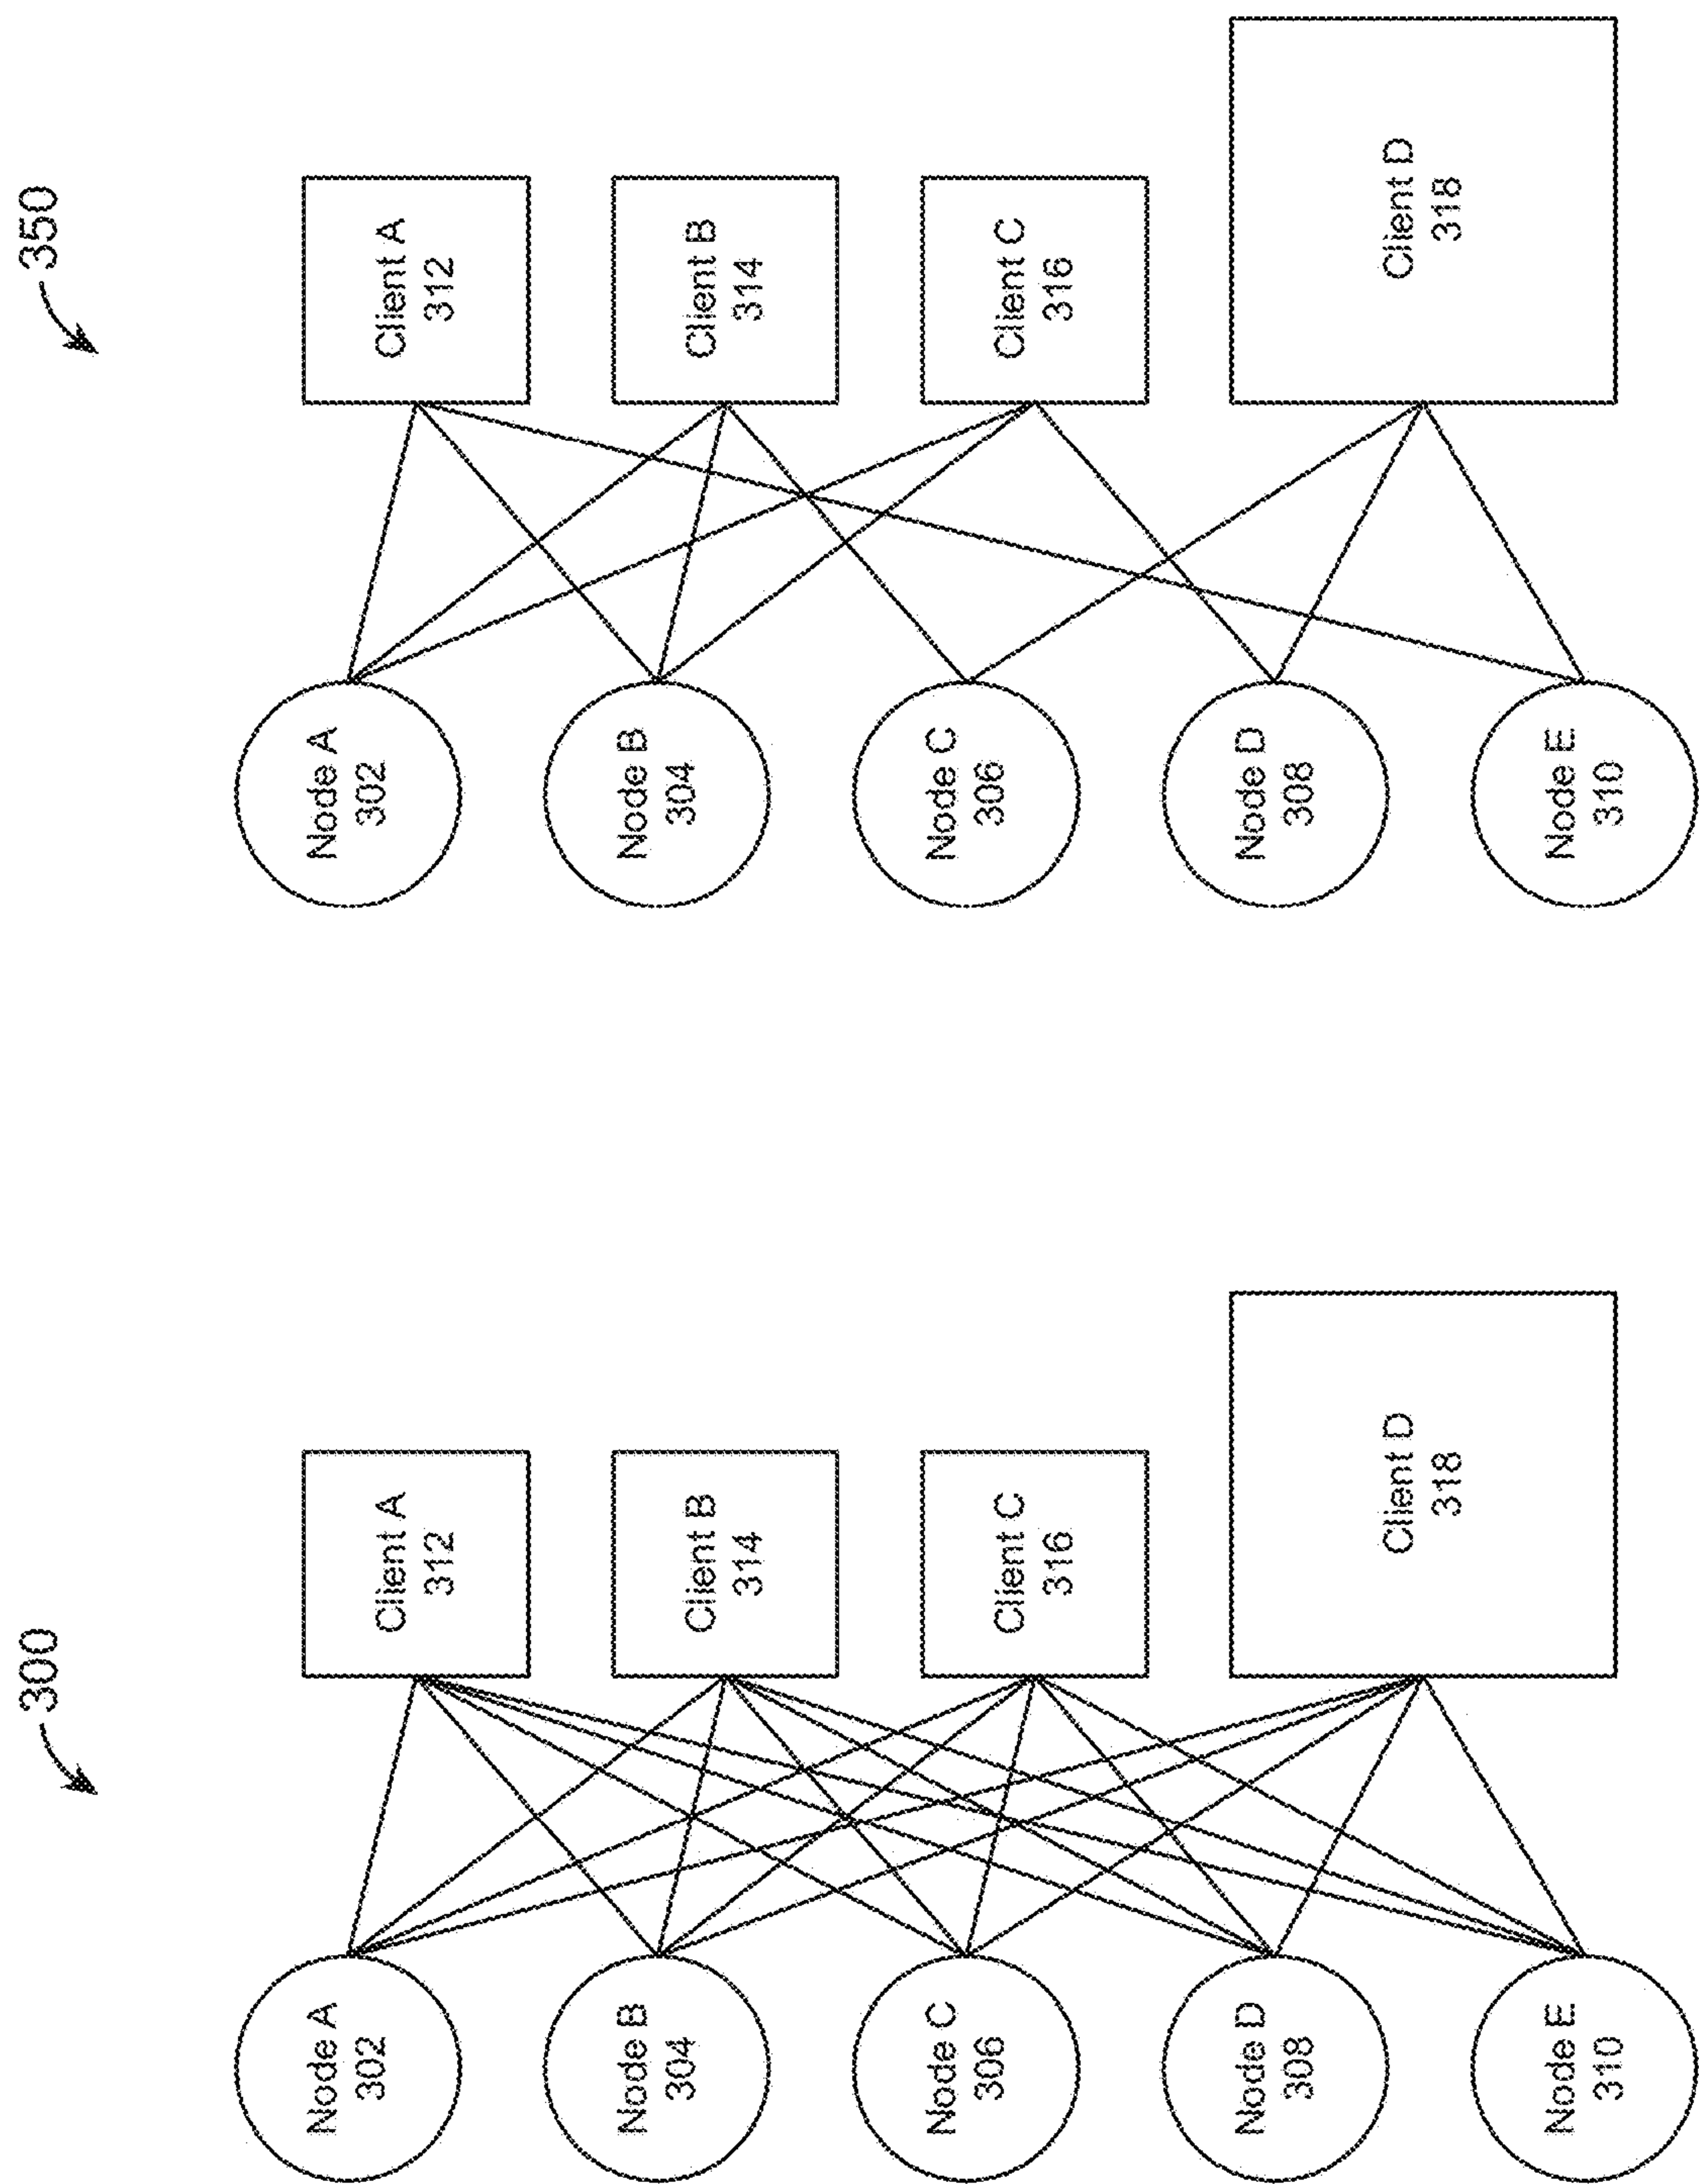 300
Node A
302
Node B
304
Node C
306
Node D
308
Node E
310
Client A
312
Client B
314
Client C
316
Client D
318
350
Node A
302
Node B
304
Node C
306
Node D
308
Node E
310
Client A
312
Client B
314
Client C
316
Client D
318